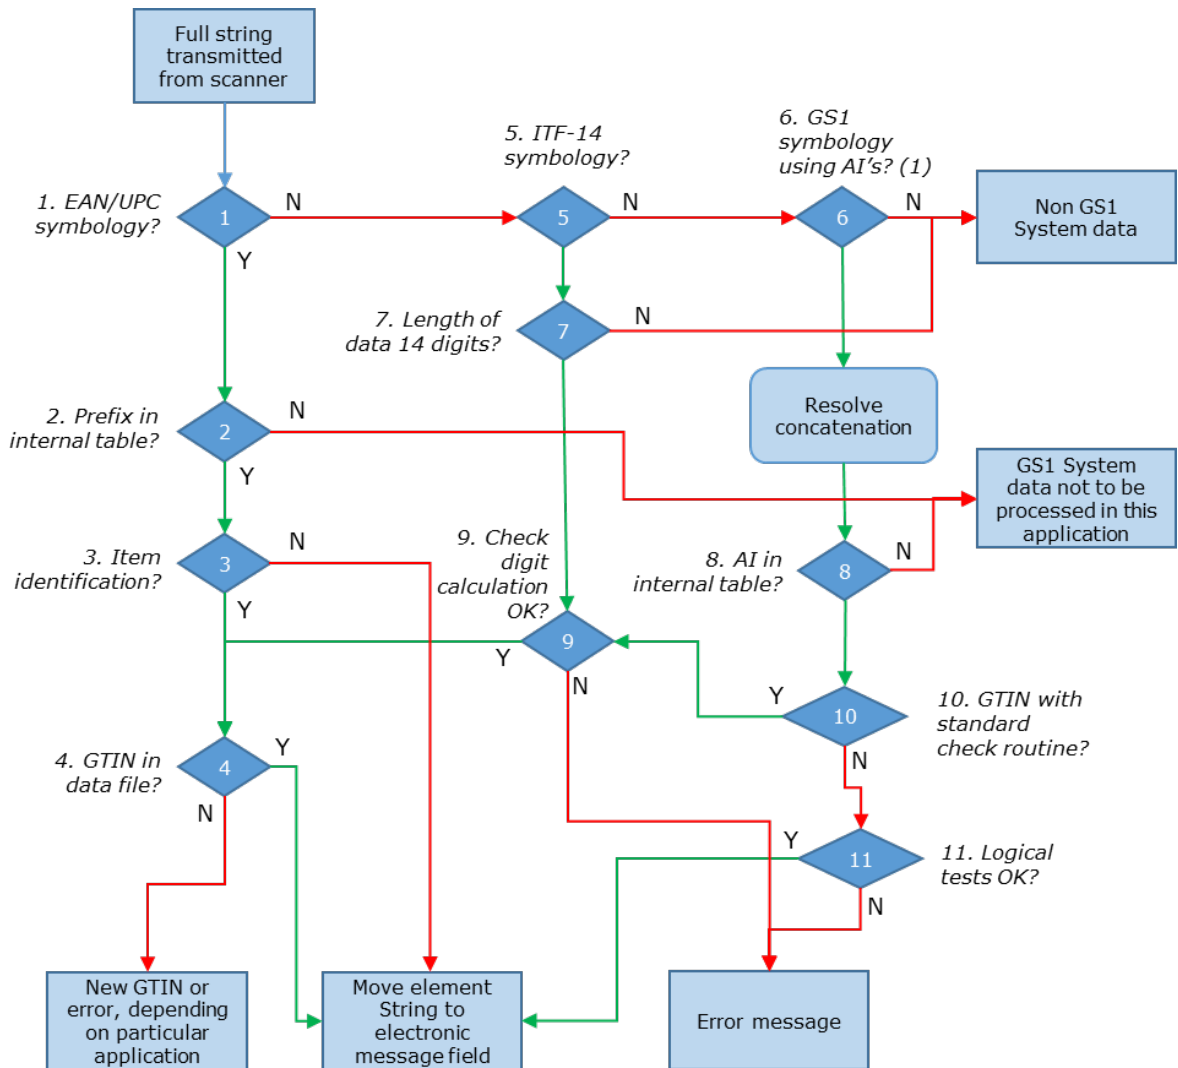 Full string
transmitted
from scanner
5. ITF-14
symbology?
6. GS1
symbology
using AI's? (1)
1. EAN/UPC
symbology?
1
N
5
N
6
N
Non GS1
System data
Y
7. Length of
data 14 digits?
7
N
Resolve
concatenation
2. Prefix in
internal table?
2
N
Y
GS1 System
data not to be
processed in this
application
3. Item
identification?
3
N
Y
9. Check
digit
calculation
OK?
9
Y
N
8. AI in
internal table?
8
N
Y
10
10. GTIN with
standard
check routine?
N
4. GTIN in
data file?
4
Y
N
Y
11
11. Logical
tests OK?
N
New GTIN or
error, depending
on particular
application
Move element
String to
electronic
message field
Error message